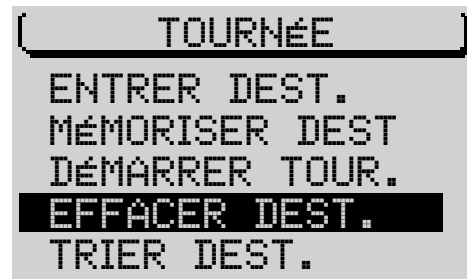 TOURNéE
ENTRER DEST.
MéMORISER DEST
DéMARRER TOUR.
EFFACER DEST.
TRIER DEST.